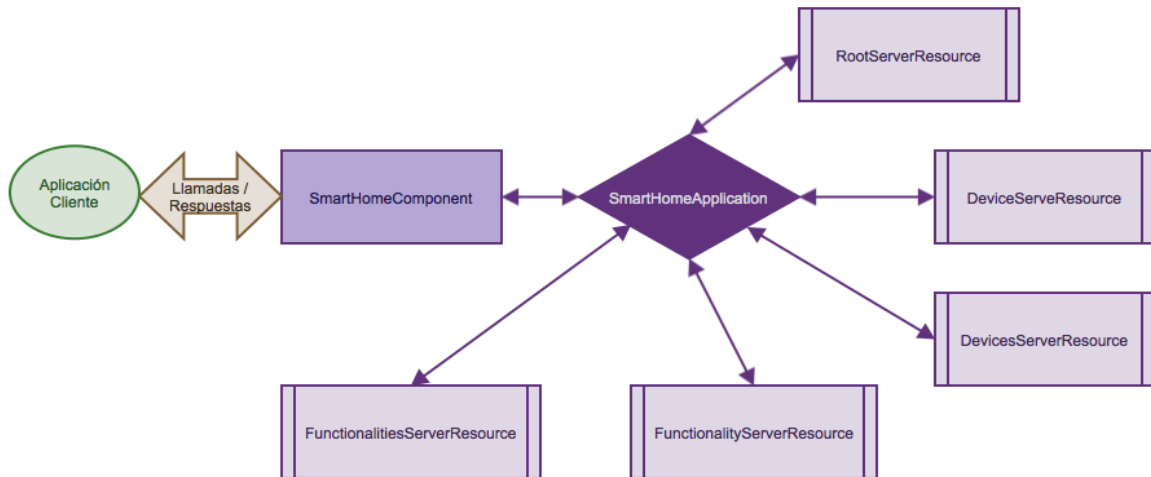 RootServerResource
Aplicación
Cliente
Llamadas /
Respuestas
SmartHomeComponent
SmartHomeApplication
DeviceServeResource
DevicesServerResource
FunctionalitiesServerResource
FunctionalityServerResource